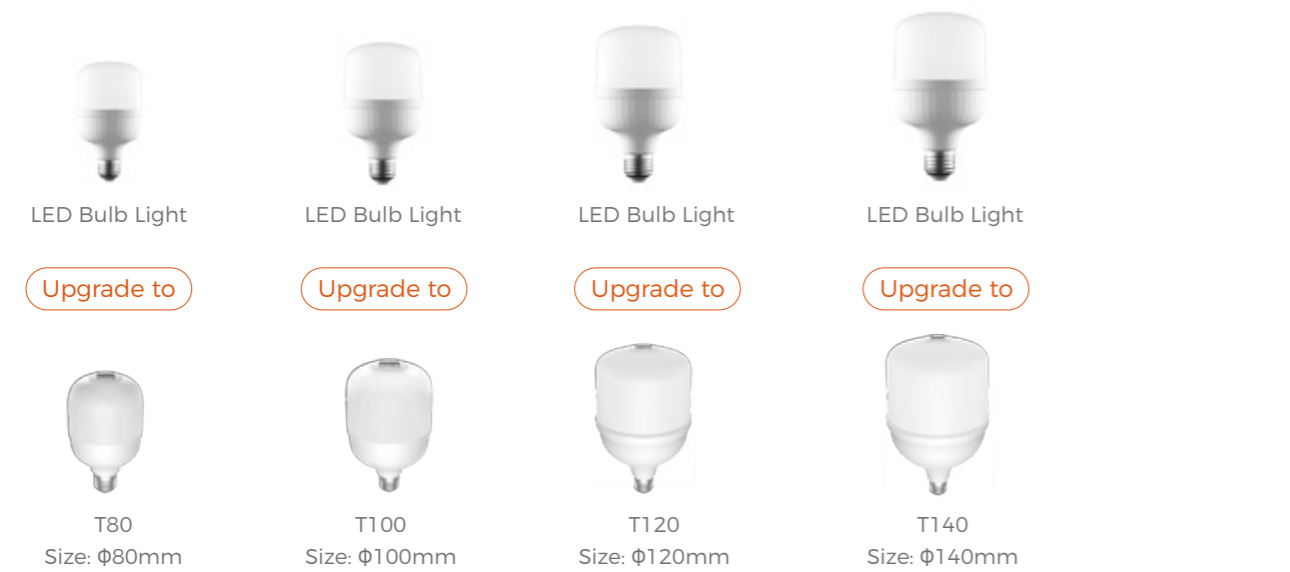 LED Bulb Light
LED Bulb Light
LED Bulb Light
LED Bulb Light
Upgrade to
Upgrade to
Upgrade to
Upgrade to
T80
T100
T120
T140
Size: Φ80mm
Size: Φ100mm
Size: Φ120mm
Size: Φ140mm